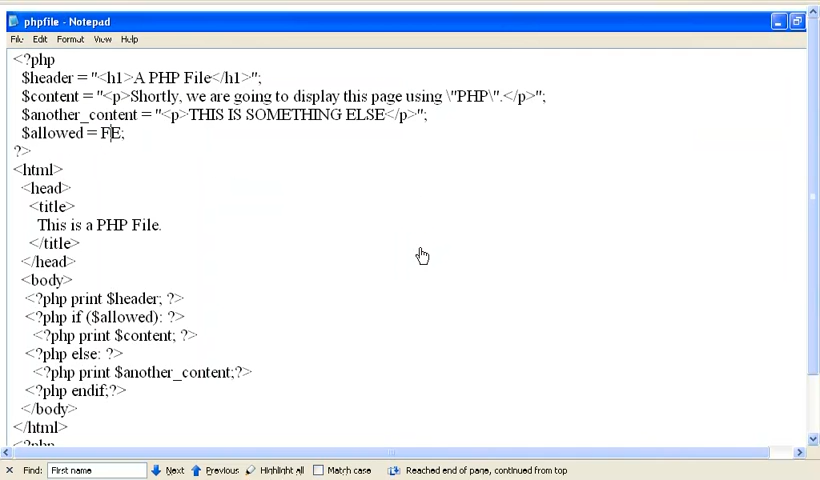 phpfile - Notepad
File Edit Format View Help
<?php
$header = "<h1>A PHP File</h1>";
$content = "<p>Shortly, we are going to display this page using \"PHP\".</p>";
$another_content = "<p>THIS IS SOMETHING ELSE</p>";
$allowed = FE;
?>
<html>
<head>
<title>
This is a PHP File.
</title>
</head>
<body>
<?php print $header; ?>
<?php if ($allowed): ?>
<?php print $content; ?>
<?php else: ?>
<?php print $another_content;?>
<?php endif;?>
</body>
</html>
<?php
Find: First name Next Previous Highlight all Match case Reached end of page, continued from top